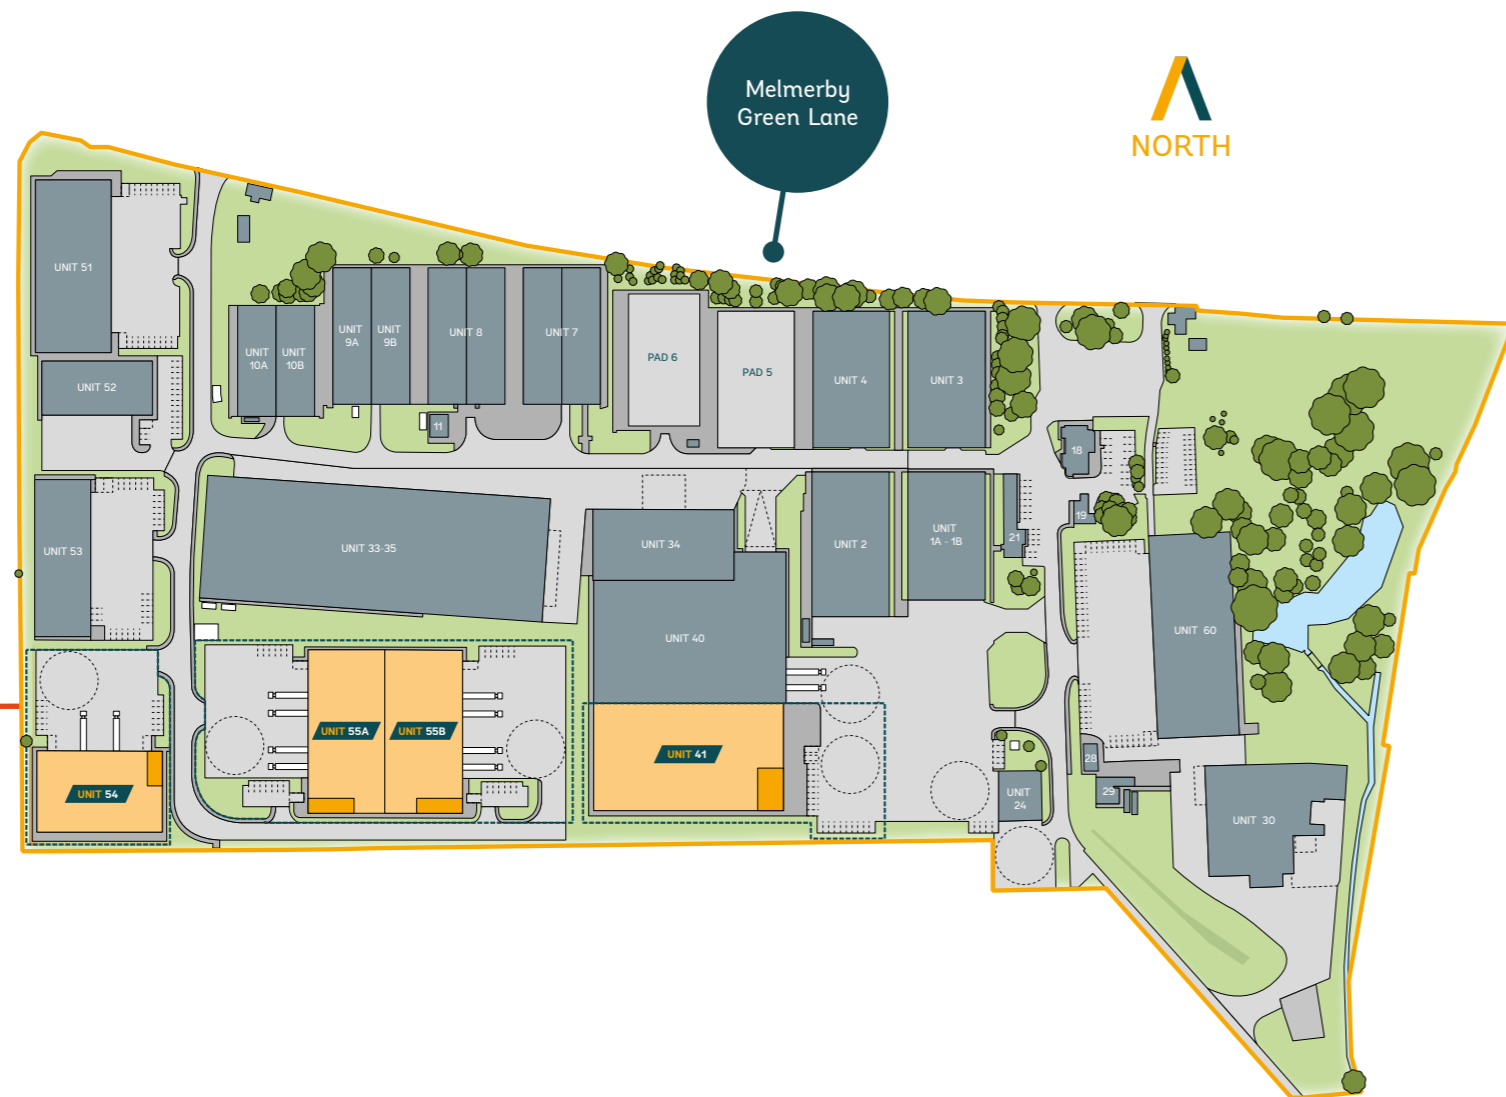 Melmerby
Green Lane
NORTH
UNIT 51
UNIT 52
UNIT
10A
UNIT
10B
UNIT
9A
UNIT
9B
UNIT 8
11
UNIT 7
PAD 6
PAD 5
UNIT 4
UNIT 3
18
19
UNIT 53
UNIT 33-35
UNIT 34
UNIT 2
UNIT
1A - 1B
21
UNIT 40
UNIT 60
UNIT 54
UNIT 55A
UNIT 55B
UNIT 41
UNIT
24
28
29
UNIT 30